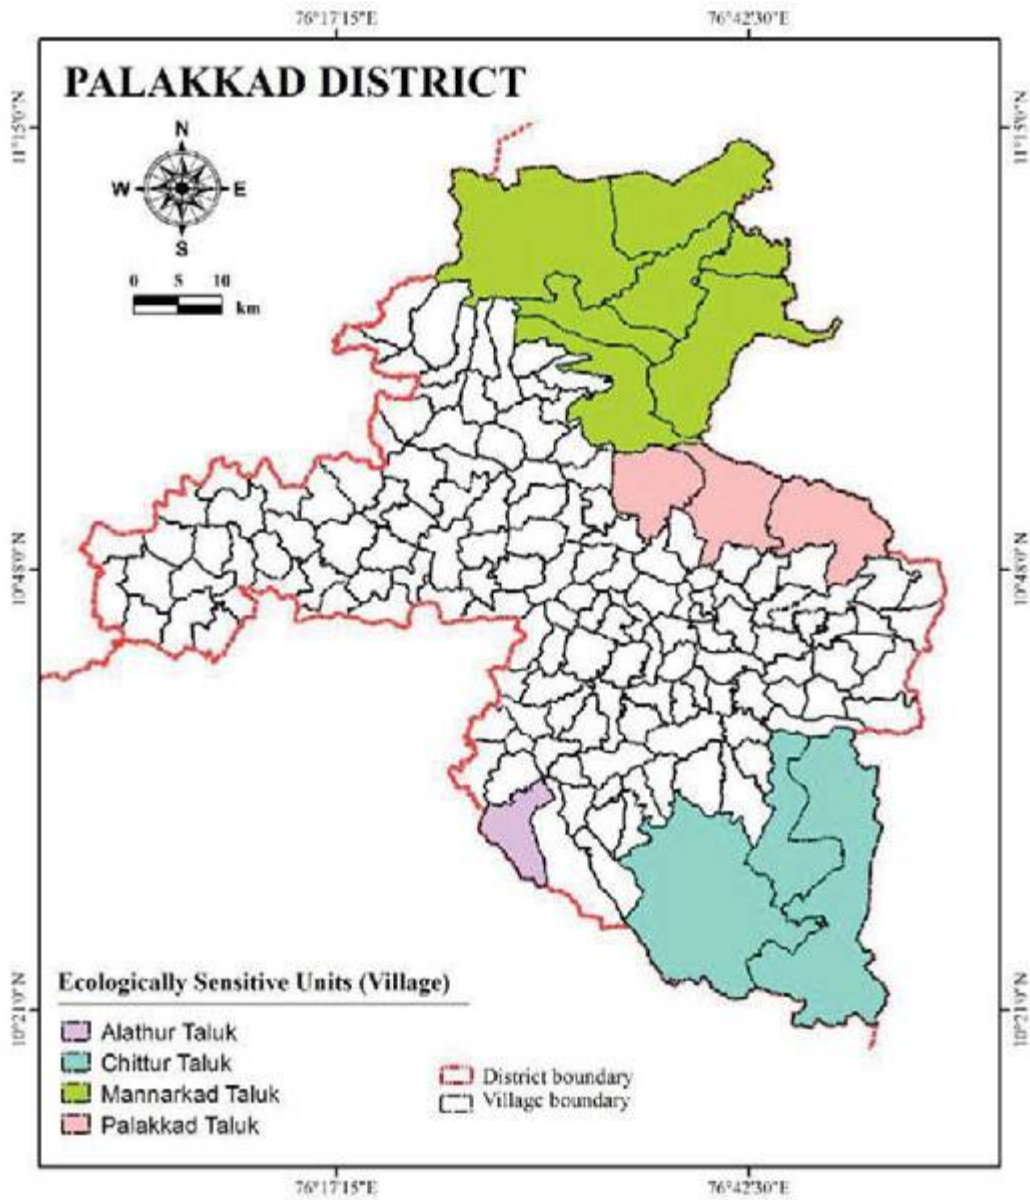 76°17'15"E 76°42'30"E
PALAKKAD DISTRICT
11°15'0"N
11°15'0"N
N
W E
S
0 5 10
km
10°48'0"N
10°48'0"N
Ecologically Sensitive Units (Village)
Alathur Taluk
Chittur Taluk
Mannarkad Taluk
Palakkad Taluk
District boundary
Village boundary
10°21'0"N
10°21'0"N
76°17'15"E 76°42'30"E